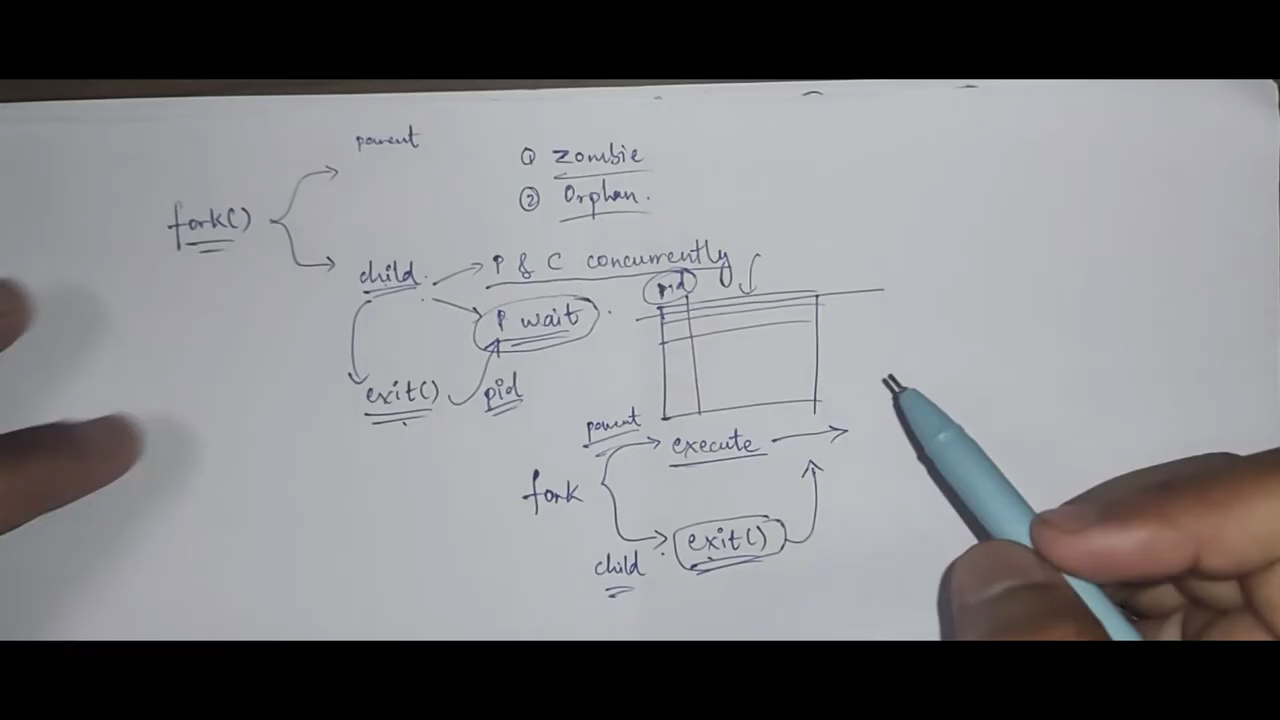 parent
① Zombie
② Orphan.
fork()
child
P & C concurrently
pid
P wait
exit()
pid
parent
execute
fork
exit()
child